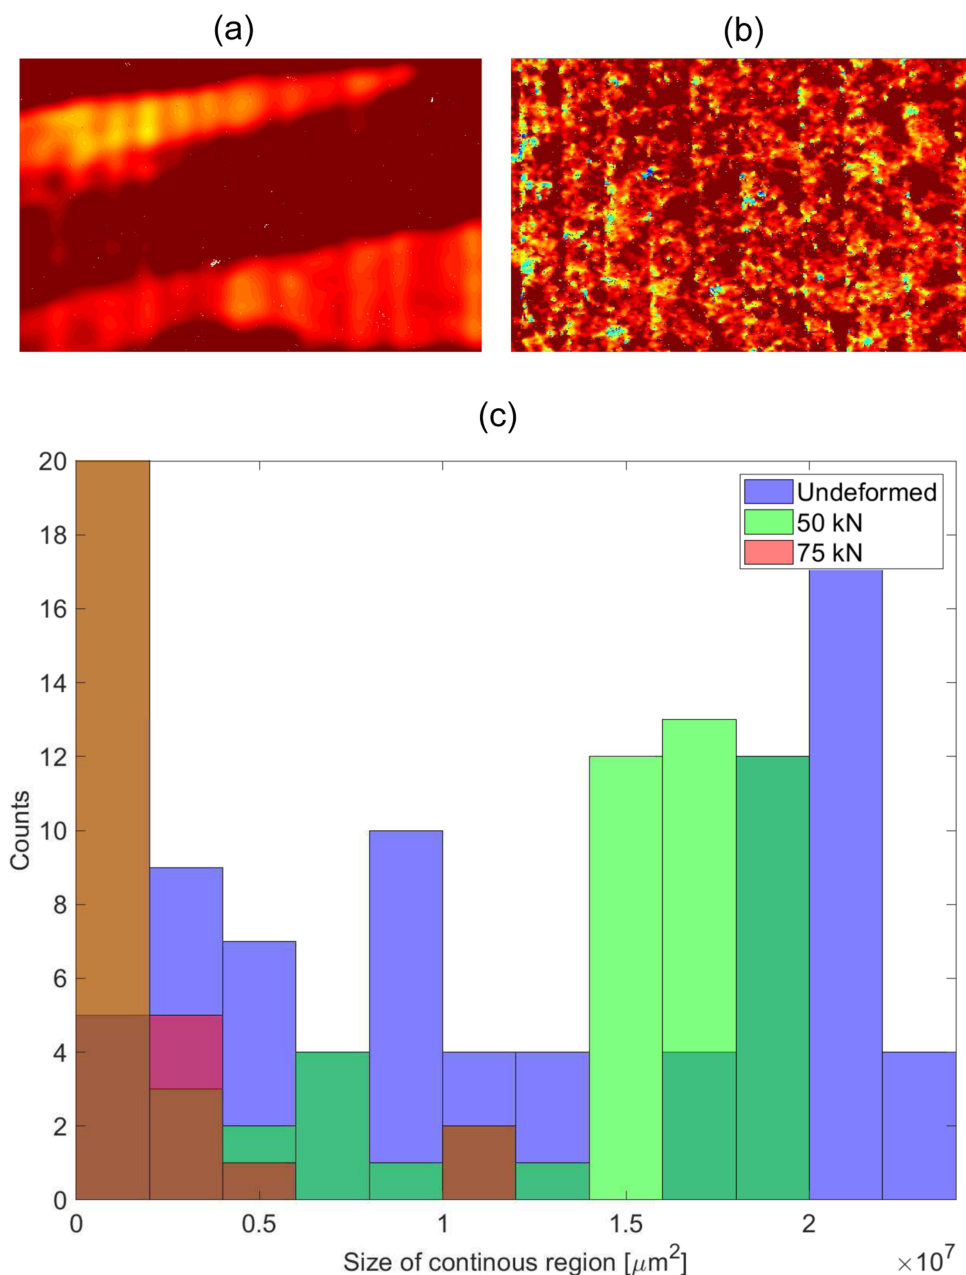 (a)
(b)
(c)
20
18
16
14
12
10
8
6
4
2
0
Counts
Undeformed
50 kN
75 kN
0
0.5
1
1.5
2
×10⁷
Size of continous region [μm²]